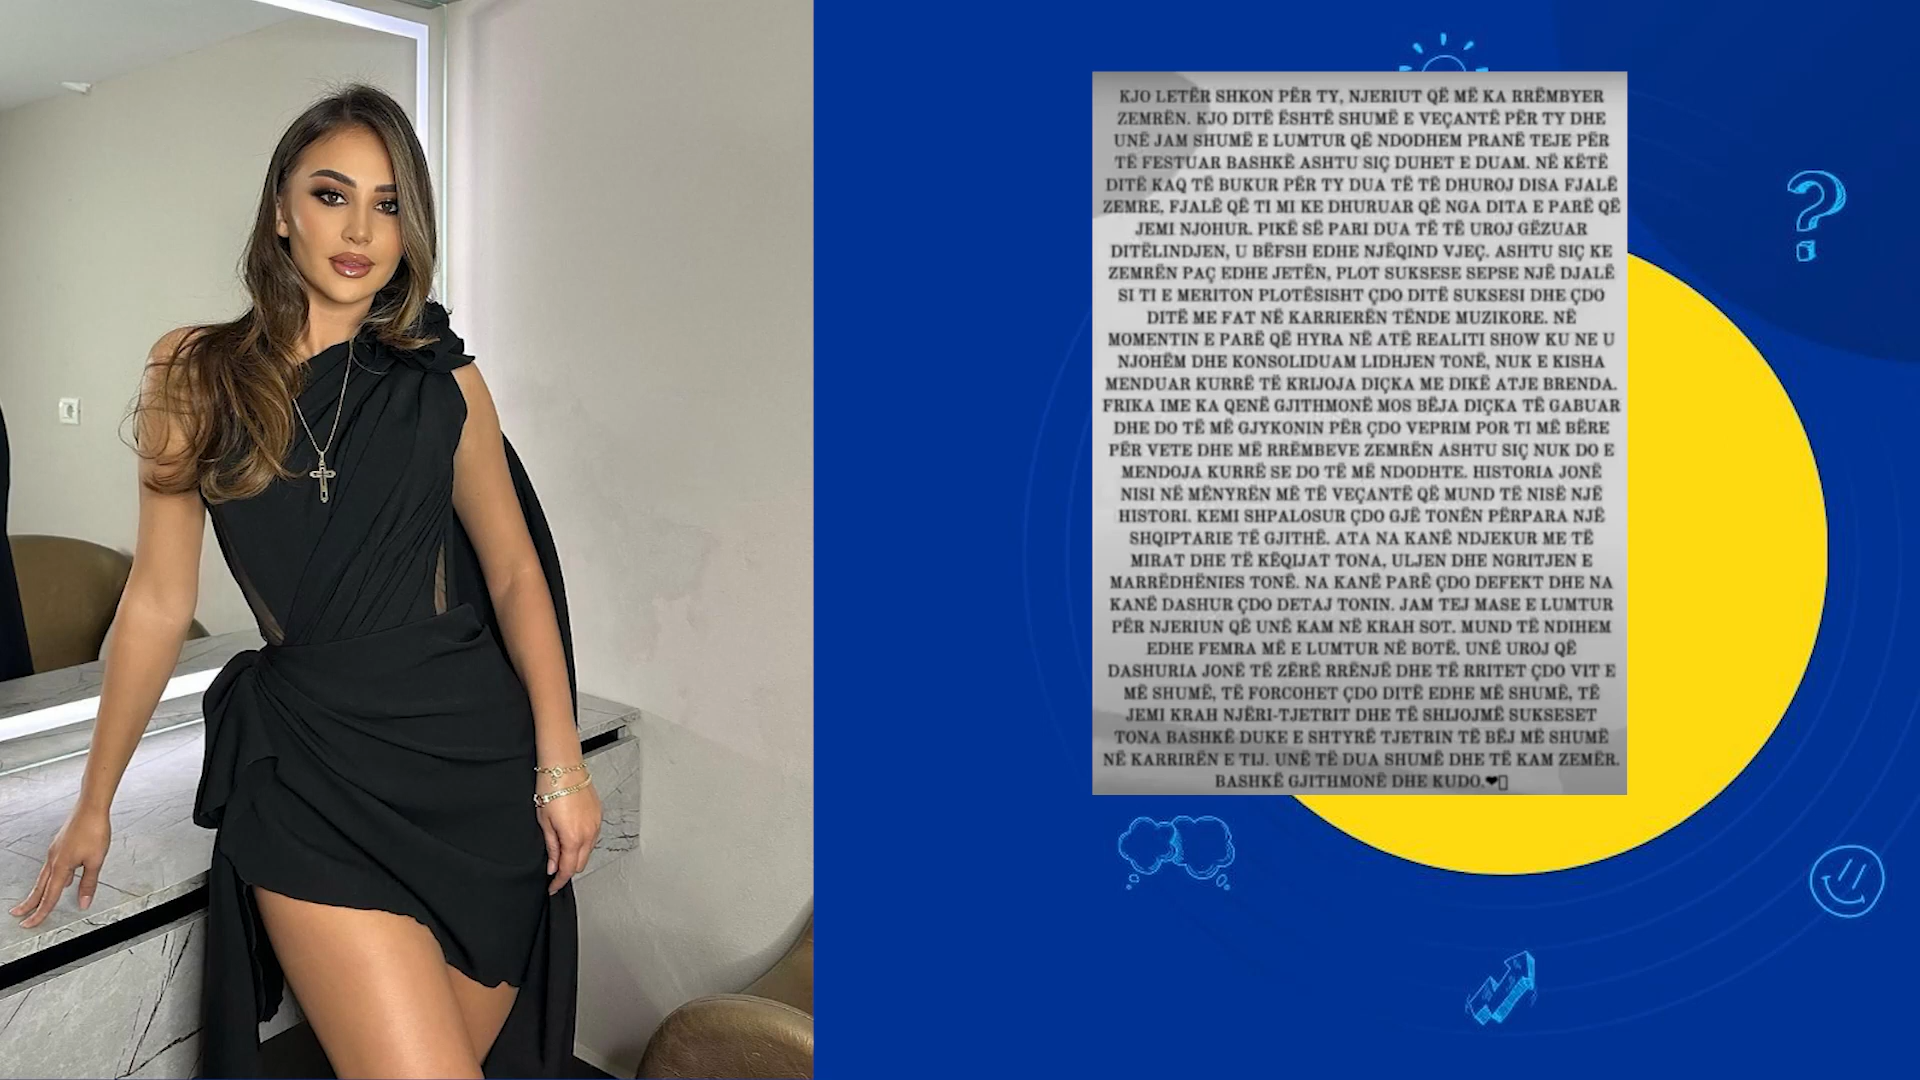 KJO LETËR SHKON PËR TY, NJERIUT QË MË KA RRËMBYER
ZEMRËN. KJO DITË ËSHTË SHUMË E VEÇANTË PËR TY DHE
UNË JAM SHUMË E LUMTUR QË NDODHEM PRANË TEJE PËR
TË FESTUAR BASHKË ASHTU SIÇ DUHET E DUAM. NË KËTË
DITË KAQ TË BUKUR PËR TY DUA TË TË DHUROJ DISA FJALË
ZEMRE, FJALË QË TI MI KE DHURUAR QË NGA DITA E PARË QË
JEMI NJOHUR. PIKË SË PARI DUA TË TË UROJ GËZUAR
DITËLINDJEN, U BËFSH EDHE NJËQIND VJEÇ. ASHTU SIÇ KE
ZEMRËN PAÇ EDHE JETËN, PLOT SUKSESE SEPSE NJË DJALË
SI TI E MERITON PLOTËSISHT ÇDO DITË SUKSESI DHE ÇDO
DITË ME FAT NË KARRIERËN TËNDE MUZIKORE. NË
MOMENTIN E PARË QË HYRA NË ATË REALITI SHOW KU NE U
NJOHËM DHE KONSOLIDUAM LIDHJEN TONË, NUK E KISHA
MENDUAR KURRË TË KRIJOJA DIÇKA ME DIKË ATJE BRENDA.
FRIKA IME KA QENË GJITHMONË MOS BËJA DIÇKA TË GABUAR
DHE DO TË MË GJYKONIN PËR ÇDO VEPRIM POR TI MË BËRE
PËR VETE DHE MË RRËMBEVE ZEMRËN ASHTU SIÇ NUK DO E
MENDOJA KURRË SE DO TË MË NDODHTE. HISTORIA JONË
NISI NË MËNYRËN MË TË VEÇANTË QË MUND TË NISË NJË
HISTORI. KEMI SHPALOSUR ÇDO GJË TONËN PËRPARA NJË
SHQIPTARIE TË GJITHË. ATA NA KANË NDJEKUR ME TË
MIRAT DHE TË KËQIJAT TONA, ULJEN DHE NGRITJEN E
MARRËDHËNIES TONË. NA KANË PARË ÇDO DEFEKT DHE NA
KANË DASHUR ÇDO DETAJ TONIN. JAM TEJ MASE E LUMTUR
PËR NJERIUN QË UNË KAM NË KRAH SOT. MUND TË NDIHEM
EDHE FEMRA MË E LUMTUR NË BOTË. UNË UROJ QË
DASHURIA JONË TË ZËRË RRËNJË DHE TË RRITET ÇDO VIT E
MË SHUMË, TË FORCOHET ÇDO DITË EDHE MË SHUMË, TË
JEMI KRAH NJËRI-TJETRIT DHE TË SHIJOJMË SUKSESET
TONA BASHKË DUKE E SHTYRË TJETRIN TË BËJ MË SHUMË
NË KARRIRËN E TIJ. UNË TË DUA SHUMË DHE TË KAM ZEMËR.
BASHKË GJITHMONË DHE KUDO.❤